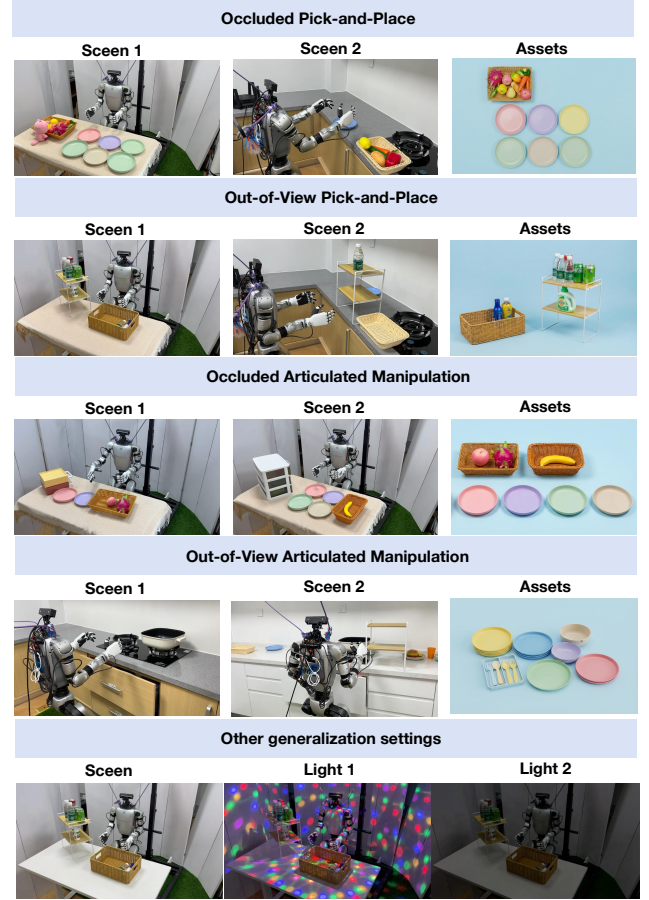 Occluded Pick-and-Place
Sceen 1 Sceen 2 Assets
Out-of-View Pick-and-Place
Sceen 1 Sceen 2 Assets
Occluded Articulated Manipulation
Sceen 1 Sceen 2 Assets
Out-of-View Articulated Manipulation
Sceen 1 Sceen 2 Assets
Other generalization settings
Sceen Light 1 Light 2